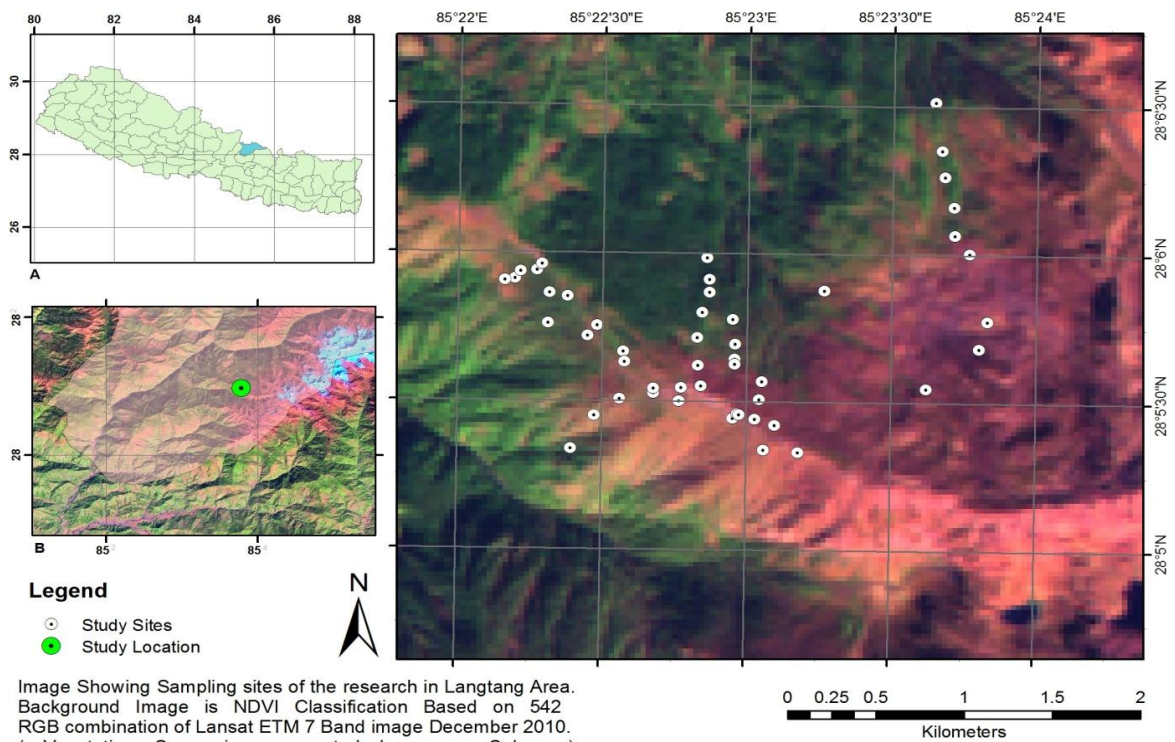 80 82 84 86 88
30
28
26
A
28·2
28
85·2 85·4
B
85°22'E 85°22'30"E 85°23'E 85°23'30"E 85°24'E
28°6'30"N
28°6'N
28°5'30"N
28°5'N
Legend
Study Sites
Study Location
N
Image Showing Sampling sites of the research in Langtang Area.
Background Image is NDVI Classification Based on 542
RGB combination of Lansat ETM 7 Band image December 2010.
0 0.25 0.5 1 1.5 2
Kilometers